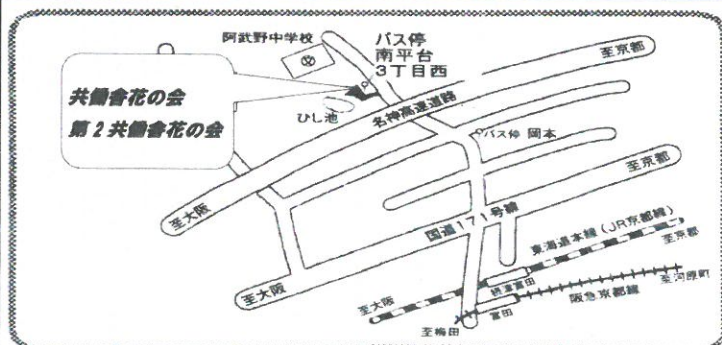 阿武野中学校
文
バス停
南平台
3丁目西
至京都
共働舎花の会
第2共働舎花の会
ひし池
名神高速道路
バス停 岡本
至京都
至大阪
国道171号線
東海道本線(JR京都線)
至京都
至大阪
摂津富田
至大阪
至河原町
阪急京都線
富田
至梅田